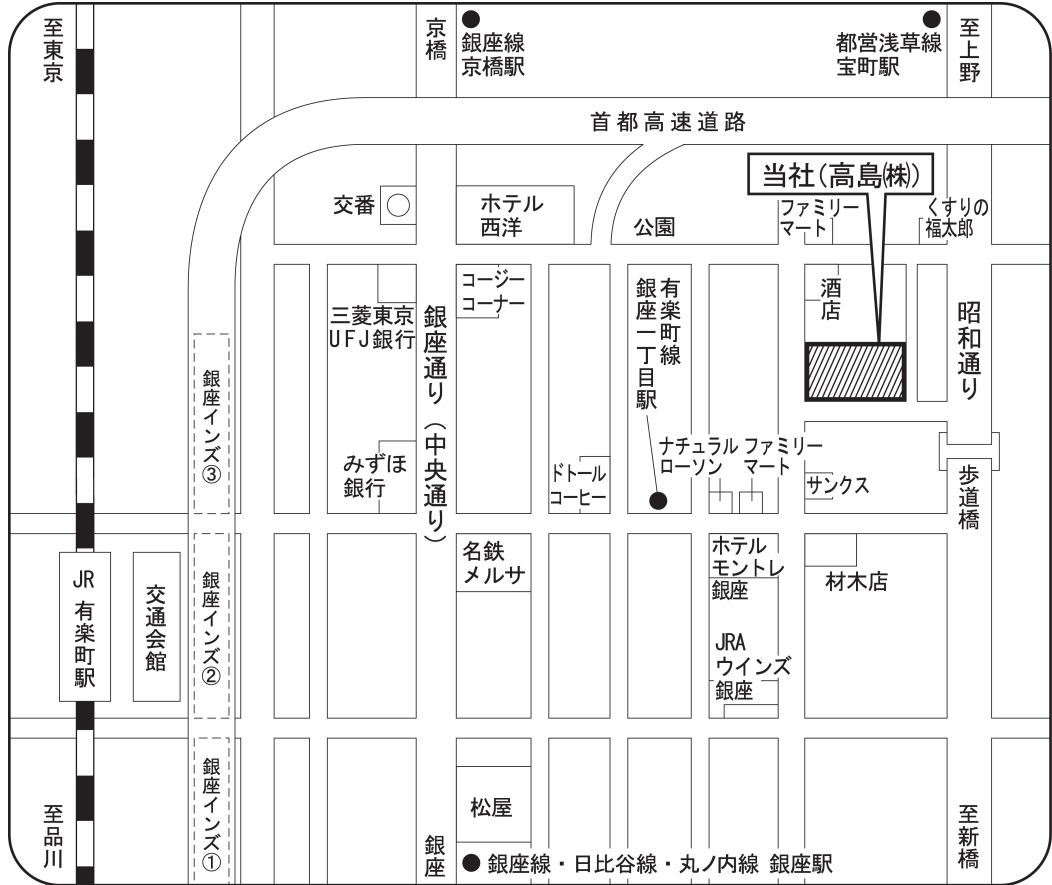 至東京
京橋
銀座線
京橋駅
都営浅草線
宝町駅
至上野
首都高速道路
当社(高島㈱)
交番
ホテル
西洋
公園
ファミリー
マート
くすりの
福太郎
コージー
コーナー
三菱東京
UFJ銀行
銀座通り(中央通り)
有楽町線
銀座一丁目駅
酒店
昭和通り
銀座インズ③
みずほ
銀行
ドトール
コーヒー
ナチュラル
ローソン
ファミリー
マート
サンクス
歩道橋
JR有楽町駅
交通会館
銀座インズ②
名鉄
メルサ
ホテル
モントレ
銀座
材木店
JRA
ウインズ
銀座
銀座インズ①
松屋
至品川
銀座
銀座線・日比谷線・丸ノ内線 銀座駅
至新橋